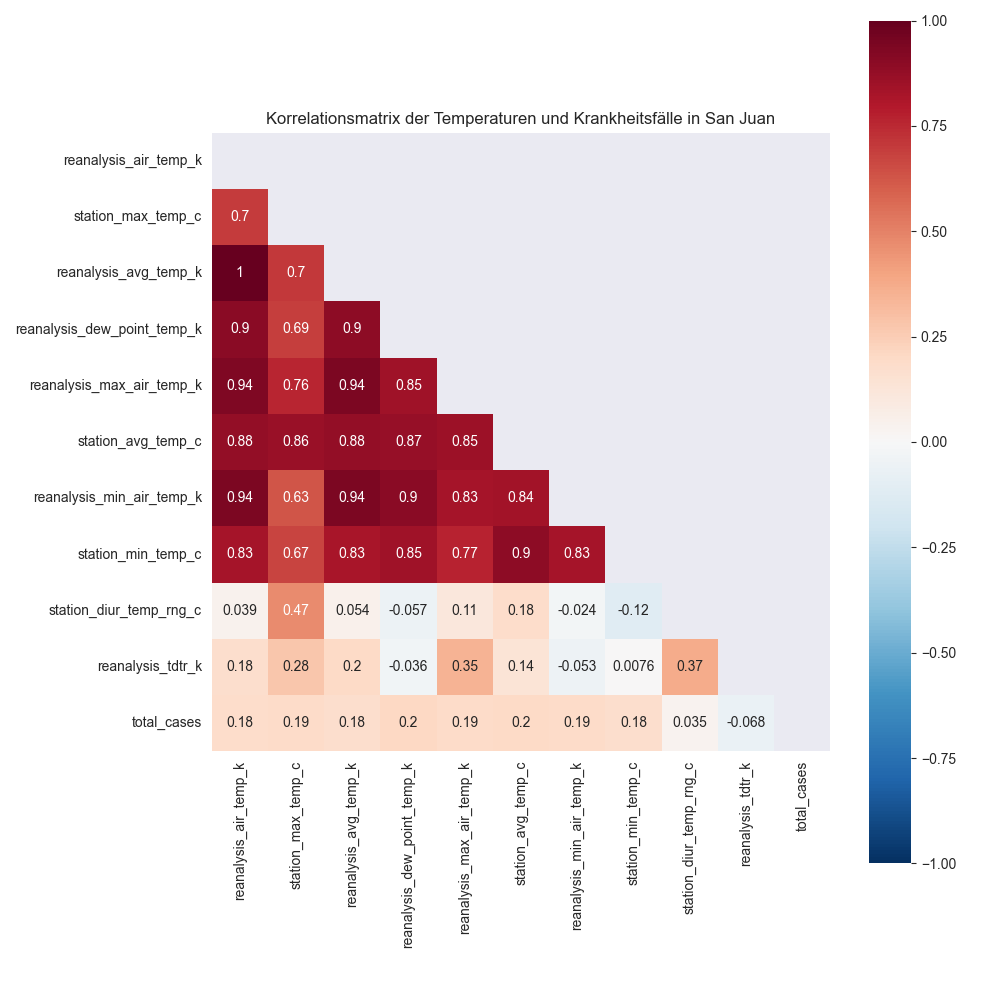 Korrelationsmatrix der Temperaturen und Krankheitsfälle in San Juan
reanalysis_air_temp_k
station_max_temp_c 0.7
reanalysis_avg_temp_k 1 0.7
reanalysis_dew_point_temp_k 0.9 0.69 0.9
reanalysis_max_air_temp_k 0.94 0.76 0.94 0.85
station_avg_temp_c 0.88 0.86 0.88 0.87 0.85
reanalysis_min_air_temp_k 0.94 0.63 0.94 0.9 0.83 0.84
station_min_temp_c 0.83 0.67 0.83 0.85 0.77 0.9 0.83
station_diur_temp_rng_c 0.039 0.47 0.054 -0.057 0.11 0.18 -0.024 -0.12
reanalysis_tdtr_k 0.18 0.28 0.2 -0.036 0.35 0.14 -0.053 0.0076 0.37
total_cases 0.18 0.19 0.18 0.2 0.19 0.2 0.19 0.18 0.035 -0.068
reanalysis_air_temp_k
station_max_temp_c
reanalysis_avg_temp_k
reanalysis_dew_point_temp_k
reanalysis_max_air_temp_k
station_avg_temp_c
reanalysis_min_air_temp_k
station_min_temp_c
station_diur_temp_rng_c
reanalysis_tdtr_k
total_cases
1.00
0.75
0.50
0.25
0.00
−0.25
−0.50
−0.75
−1.00